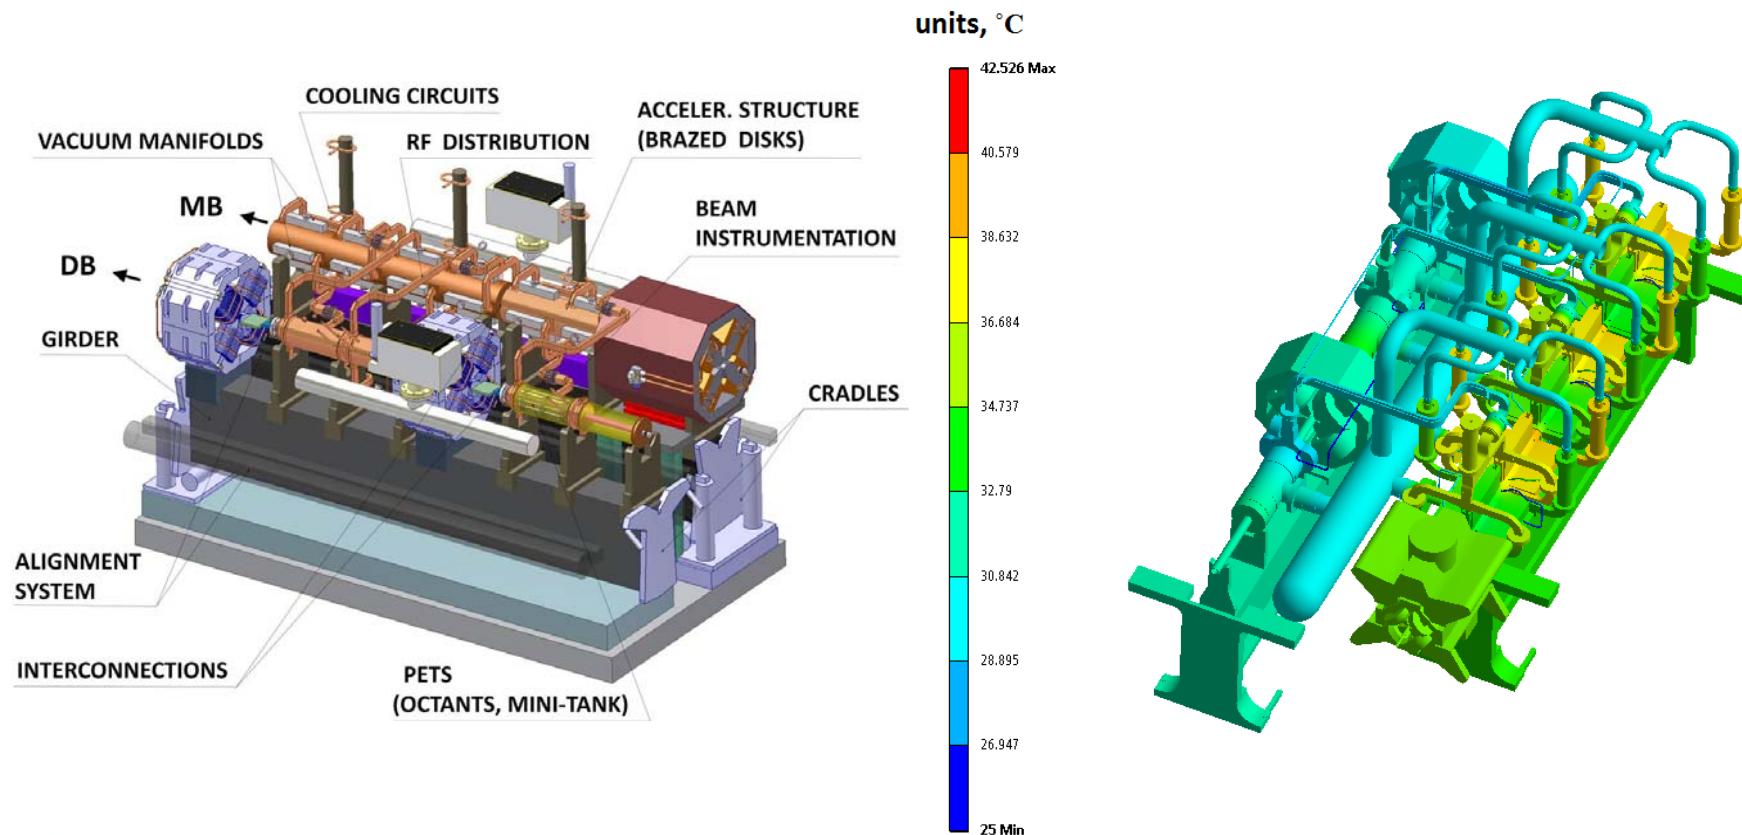 units, °C
COOLING CIRCUITS
VACUUM MANIFOLDS
RF DISTRIBUTION
ACCELER. STRUCTURE
(BRAZED DISKS)
MB
BEAM
INSTRUMENTATION
DB
GIRDER
CRADLES
ALIGNMENT
SYSTEM
INTERCONNECTIONS
PETS
(OCTANTS, MINI-TANK)
42.526 Max
40.579
38.632
36.684
34.737
32.79
30.842
28.895
26.947
25 Min